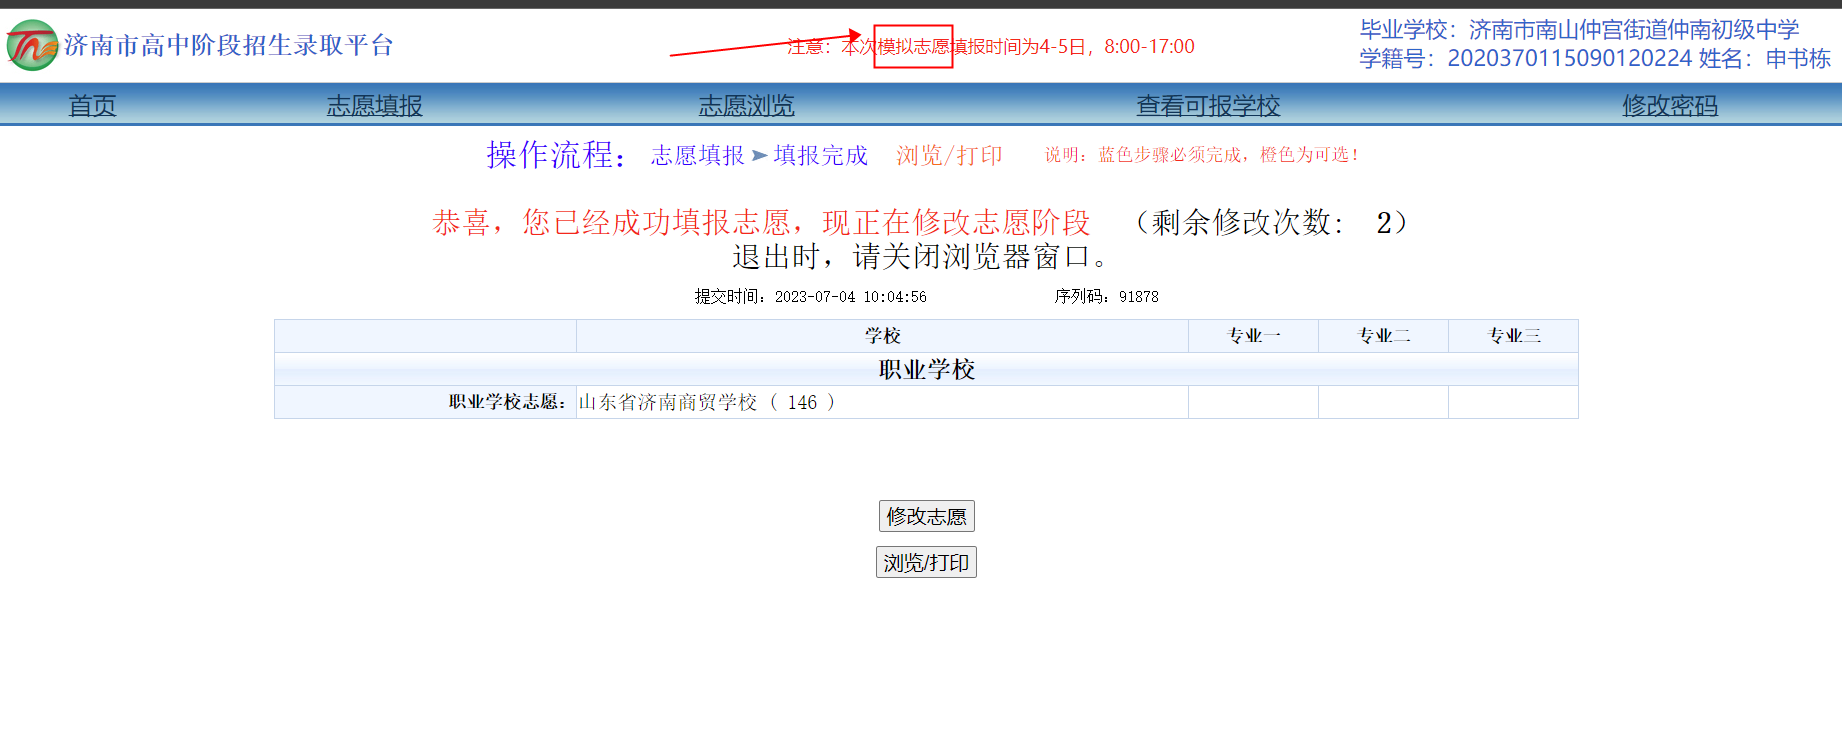 济南市高中阶段招生录取平台
注意：本次模拟志愿填报时间为4-5日，8:00-17:00
毕业学校：济南市南山仲宫街道仲南初级中学
学籍号：2020370115090120224 姓名：申书栋
首页 志愿填报 志愿浏览 查看可报学校 修改密码
操作流程： 志愿填报 填报完成 浏览/打印 说明：蓝色步骤必须完成，橙色为可选！
恭喜，您已经成功填报志愿，现正在修改志愿阶段 （剩余修改次数： 2）
退出时，请关闭浏览器窗口。
提交时间：2023-07-04 10:04:56 序列码：91878
学校 专业一 专业二 专业三
职业学校
职业学校志愿： 山东省济南商贸学校（ 146 ）
修改志愿
浏览/打印